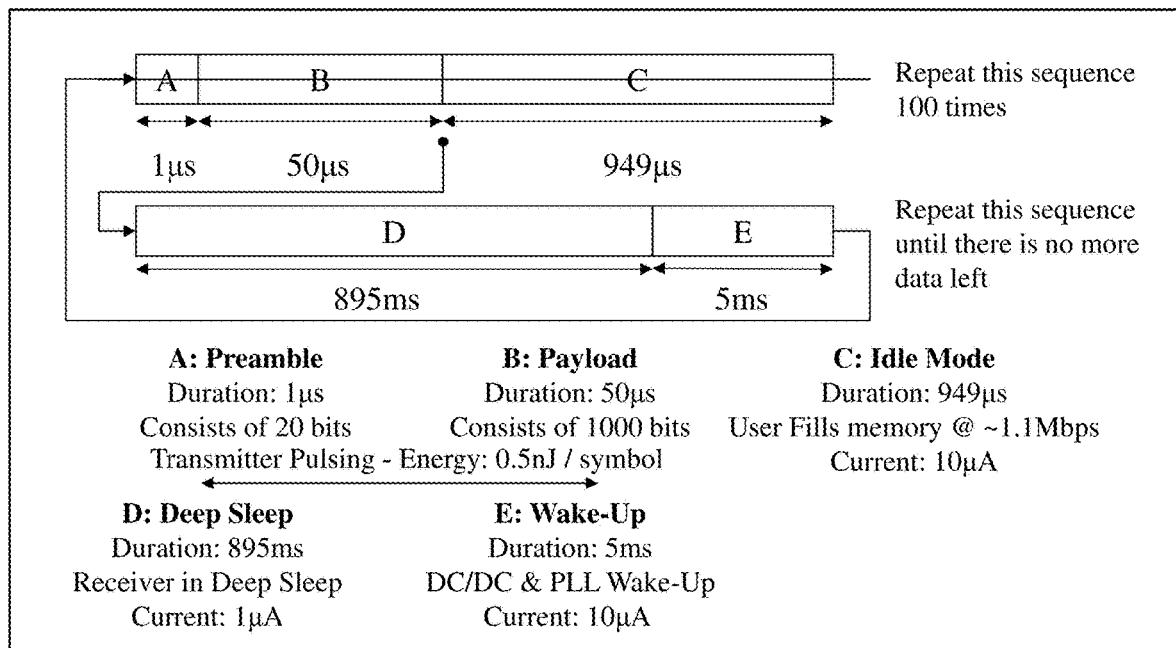 A B C
Repeat this sequence
100 times
1μs 50μs 949μs
D E
Repeat this sequence
until there is no more
data left
895ms 5ms
A: Preamble
Duration: 1μs
Consists of 20 bits
B: Payload
Duration: 50μs
Consists of 1000 bits
Transmitter Pulsing - Energy: 0.5nJ / symbol
C: Idle Mode
Duration: 949μs
User Fills memory @ ~1.1Mbps
Current: 10μA
D: Deep Sleep
Duration: 895ms
Receiver in Deep Sleep
Current: 1μA
E: Wake-Up
Duration: 5ms
DC/DC & PLL Wake-Up
Current: 10μA